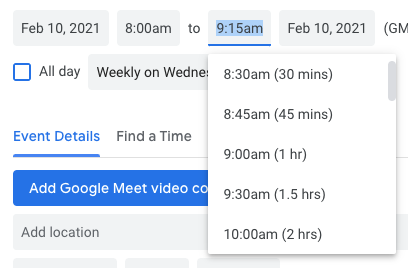 Feb 10, 2021 8:00am to 9:15am Feb 10, 2021 (GM
All day Weekly on Wednes
8:30am (30 mins)
8:45am (45 mins)
9:00am (1 hr)
Event Details Find a Time
9:30am (1.5 hrs)
Add Google Meet video co
10:00am (2 hrs)
Add location